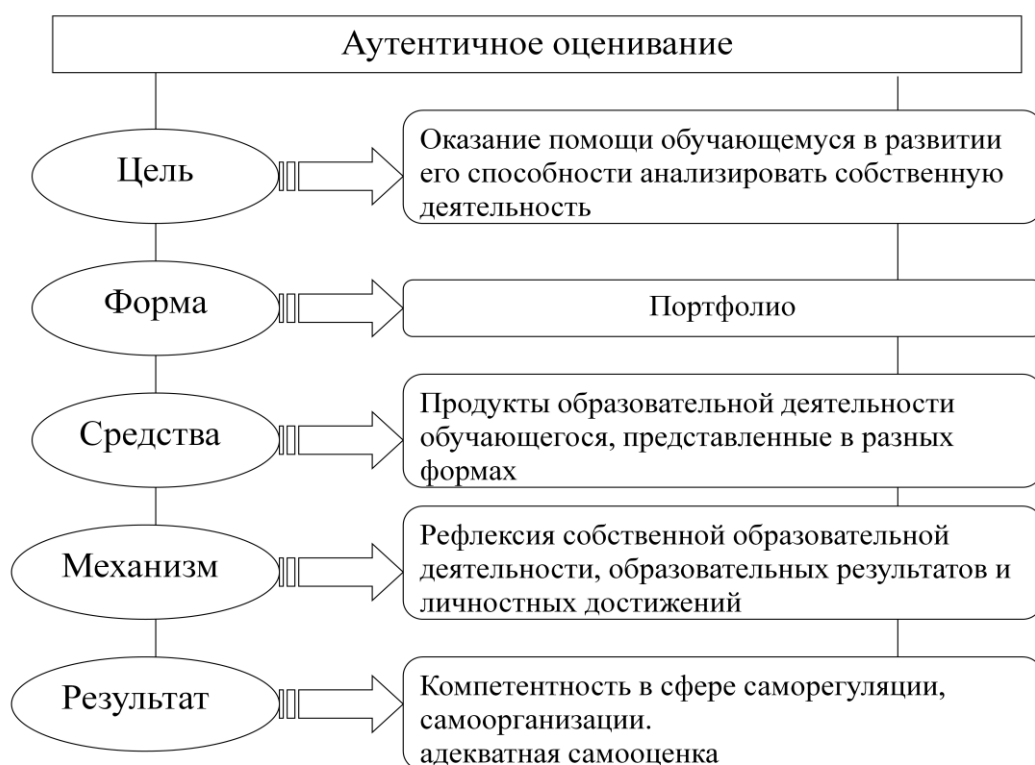 Аутентичное оценивание
Цель
Оказание помощи обучающемуся в развитии
его способности анализировать собственную
деятельность
Форма
Портфолио
Средства
Продукты образовательной деятельности
обучающегося, представленные в разных
формах
Механизм
Рефлексия собственной образовательной
деятельности, образовательных результатов и
личностных достижений
Результат
Компетентность в сфере саморегуляции,
самоорганизации.
адекватная самооценка